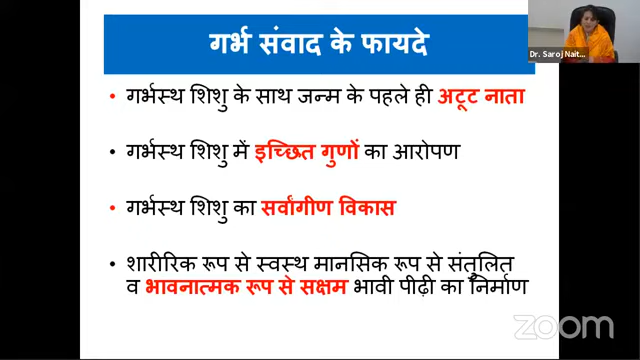 गर्भ संवाद के फायदे
Dr. Saroj Nait...
• गर्भस्थ शिशु के साथ जन्म के पहले ही अटूट नाता
• गर्भस्थ शिशु में इच्छित गुणों का आरोपण
• गर्भस्थ शिशु का सर्वांगीण विकास
• शारीरिक रूप से स्वस्थ मानसिक रूप से संतुलित
व भावनात्मक रूप से सक्षम भावी पीढ़ी का निर्माण
zoom